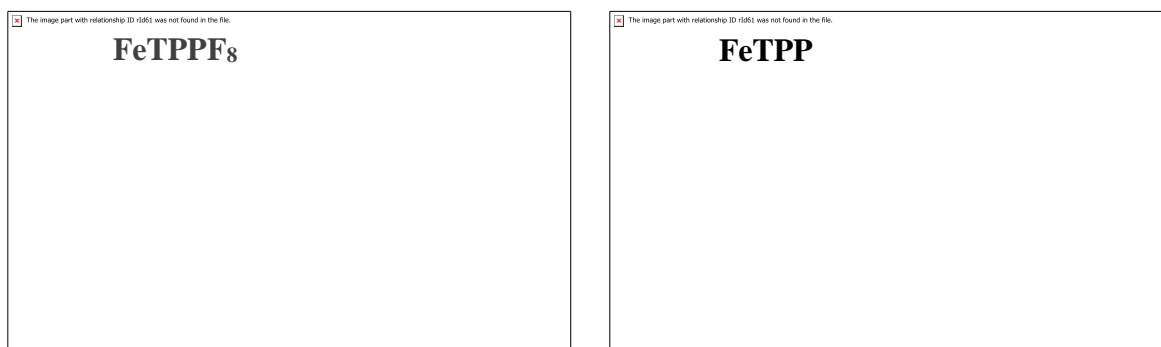 The image part with relationship ID rId61 was not found in the file.
FeTPPF₈
The image part with relationship ID rId61 was not found in the file.
FeTPP